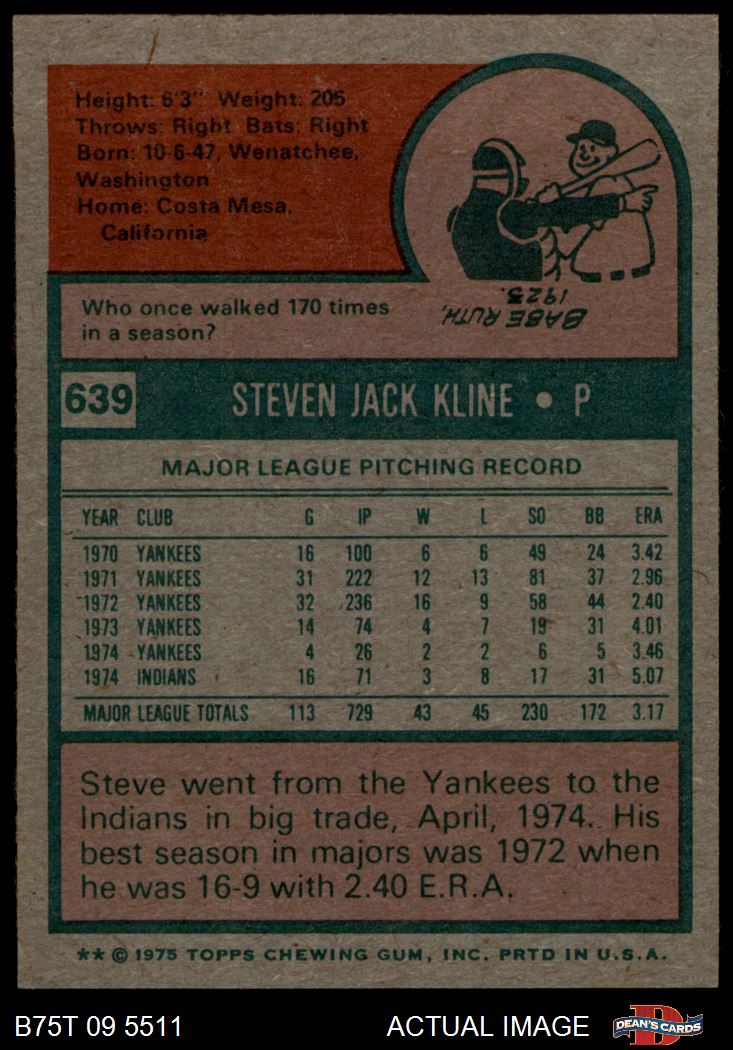 Height: 6'3" Weight: 205
Throws: Right Bats: Right
Born: 10-6-47, Wenatchee,
Washington
Home: Costa Mesa,
California
Who once walked 170 times
in a season?
BABE RUTH,
1923.
639 STEVEN JACK KLINE • P
MAJOR LEAGUE PITCHING RECORD
YEAR CLUB G IP W L SO BB ERA
1970 YANKEES 16 100 6 6 49 24 3.42
1971 YANKEES 31 222 12 13 81 37 2.96
1972 YANKEES 32 236 16 9 58 44 2.40
1973 YANKEES 14 74 4 7 19 31 4.01
1974 YANKEES 4 26 2 2 6 5 3.46
1974 INDIANS 16 71 3 8 17 31 5.07
MAJOR LEAGUE TOTALS 113 729 43 45 230 172 3.17
Steve went from the Yankees to the
Indians in big trade, April, 1974. His
best season in majors was 1972 when
he was 16-9 with 2.40 E.R.A.
** © 1975 TOPPS CHEWING GUM, INC. PRTD IN U.S.A.
B75T 09 5511 ACTUAL IMAGE D DEAN'S CARDS